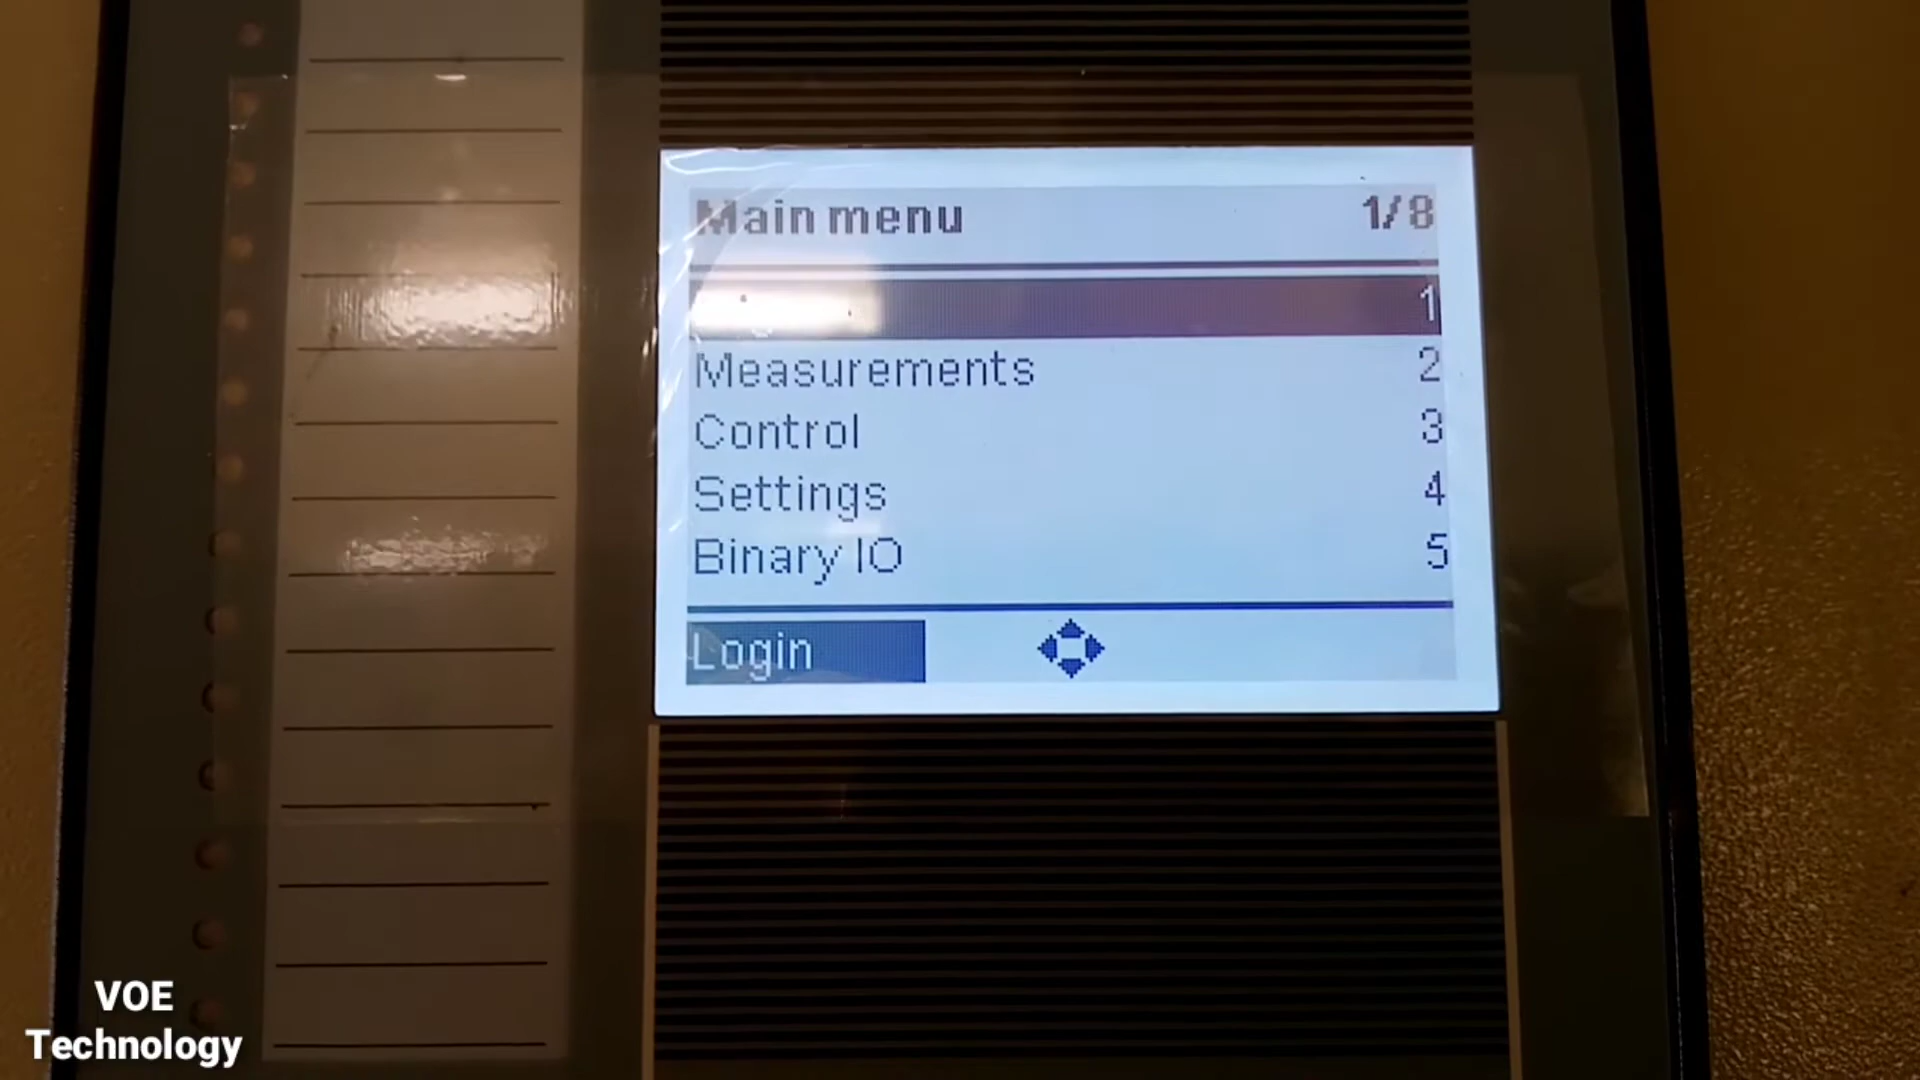 Main menu 1/8
1
Measurements 2
Control 3
Settings 4
Binary IO 5
Login
VOE
Technology